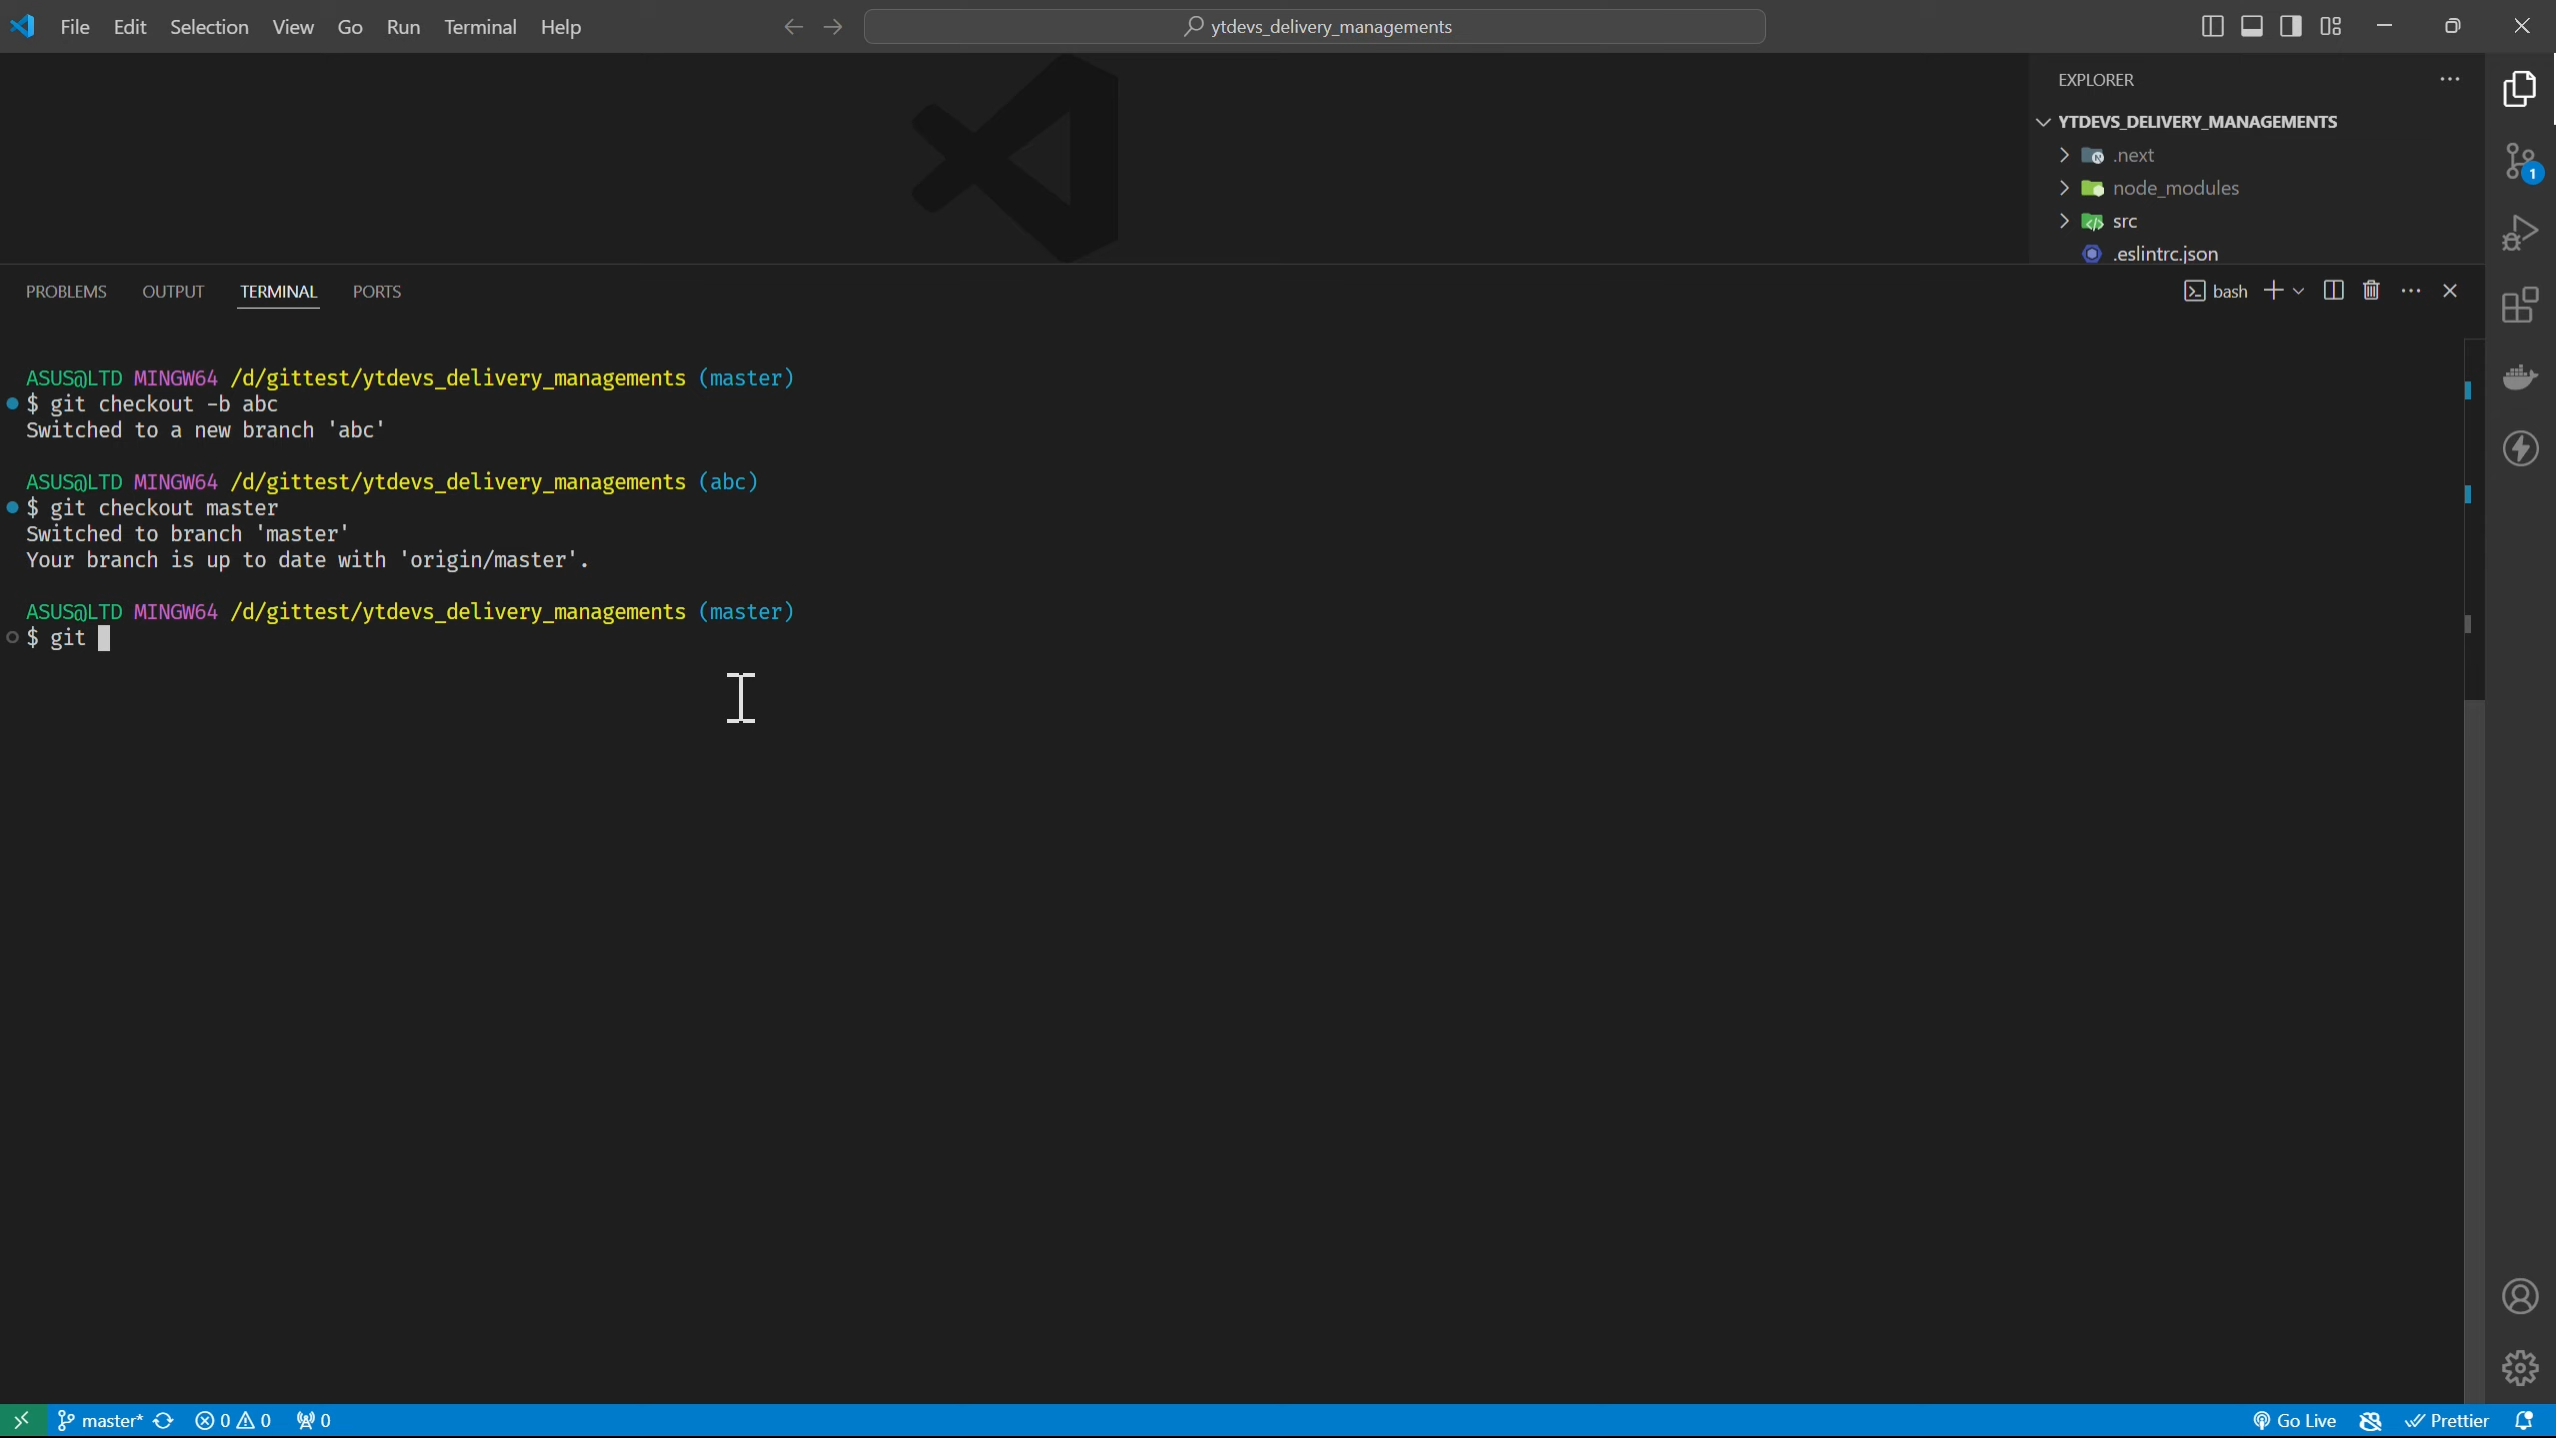 File Edit Selection View Go Run Terminal Help
ytdevs_delivery_managements
EXPLORER
YTDEVS_DELIVERY_MANAGEMENTS
.next
node_modules
src
.eslintrc.json
1
PROBLEMS OUTPUT TERMINAL PORTS
bash
ASUS@LTD MINGW64 /d/gittest/ytdevs_delivery_managements (master)
$ git checkout -b abc
Switched to a new branch 'abc'
ASUS@LTD MINGW64 /d/gittest/ytdevs_delivery_managements (abc)
$ git checkout master
Switched to branch 'master'
Your branch is up to date with 'origin/master'.
ASUS@LTD MINGW64 /d/gittest/ytdevs_delivery_managements (master)
$ git
master* 0 0 0 Go Live Prettier